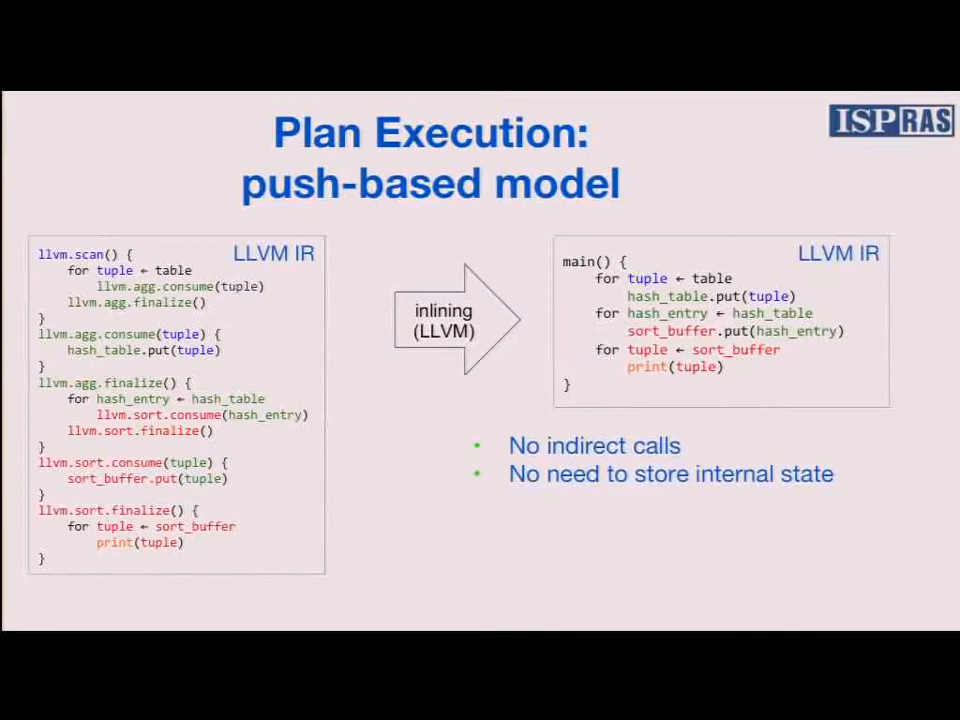 Plan Execution:
push-based model
ISPRAS
LLVM IR
llvm.scan() {
for tuple ← table
llvm.agg.consume(tuple)
llvm.agg.finalize()
}
llvm.agg.consume(tuple) {
hash_table.put(tuple)
}
llvm.agg.finalize() {
for hash_entry ← hash_table
llvm.sort.consume(hash_entry)
llvm.sort.finalize()
}
llvm.sort.consume(tuple) {
sort_buffer.put(tuple)
}
llvm.sort.finalize() {
for tuple ← sort_buffer
print(tuple)
}
inlining
(LLVM)
LLVM IR
main() {
for tuple ← table
hash_table.put(tuple)
for hash_entry ← hash_table
sort_buffer.put(hash_entry)
for tuple ← sort_buffer
print(tuple)
}
• No indirect calls
• No need to store internal state